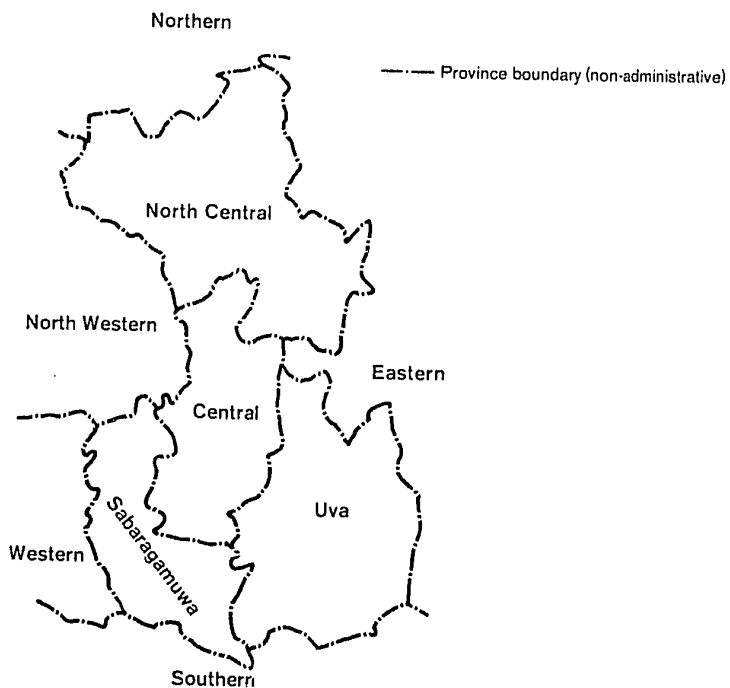 Northern
Province boundary (non-administrative)
North Central
North Western
Eastern
Central
Uva
Sabaragamuwa
Western
Southern